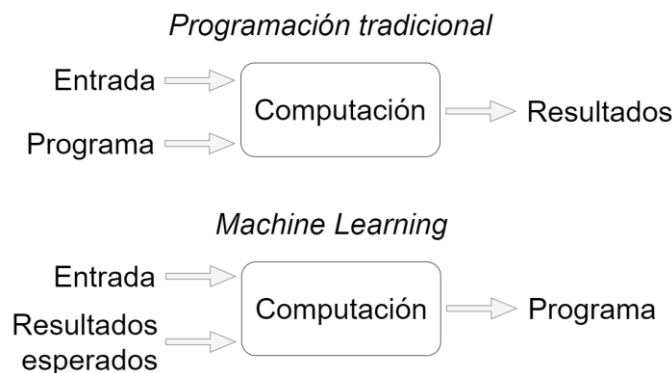 Programación tradicional
Entrada
Computación
Resultados
Programa
Machine Learning
Entrada
Computación
Programa
Resultados
esperados